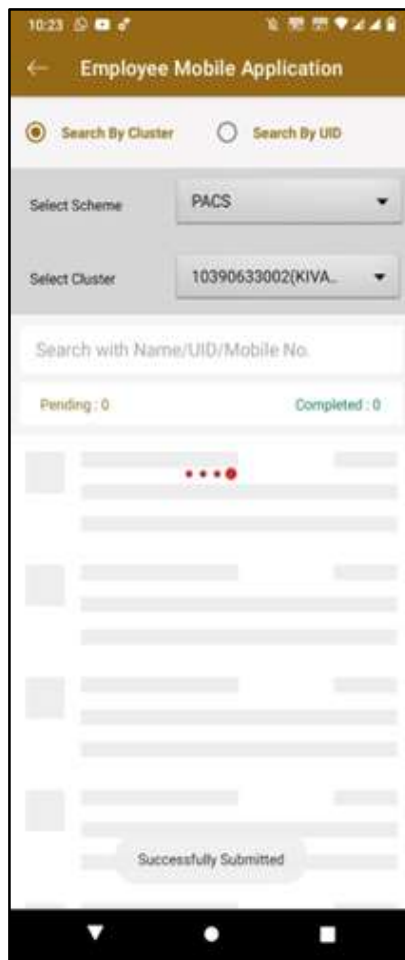 10:23
Employee Mobile Application
Search By Cluster
Search By UID
Select Scheme
PACS
Select Cluster
10390633002(KIVA..
Search with Name/UID/Mobile No.
Pending : 0
Completed : 0
Successfully Submitted